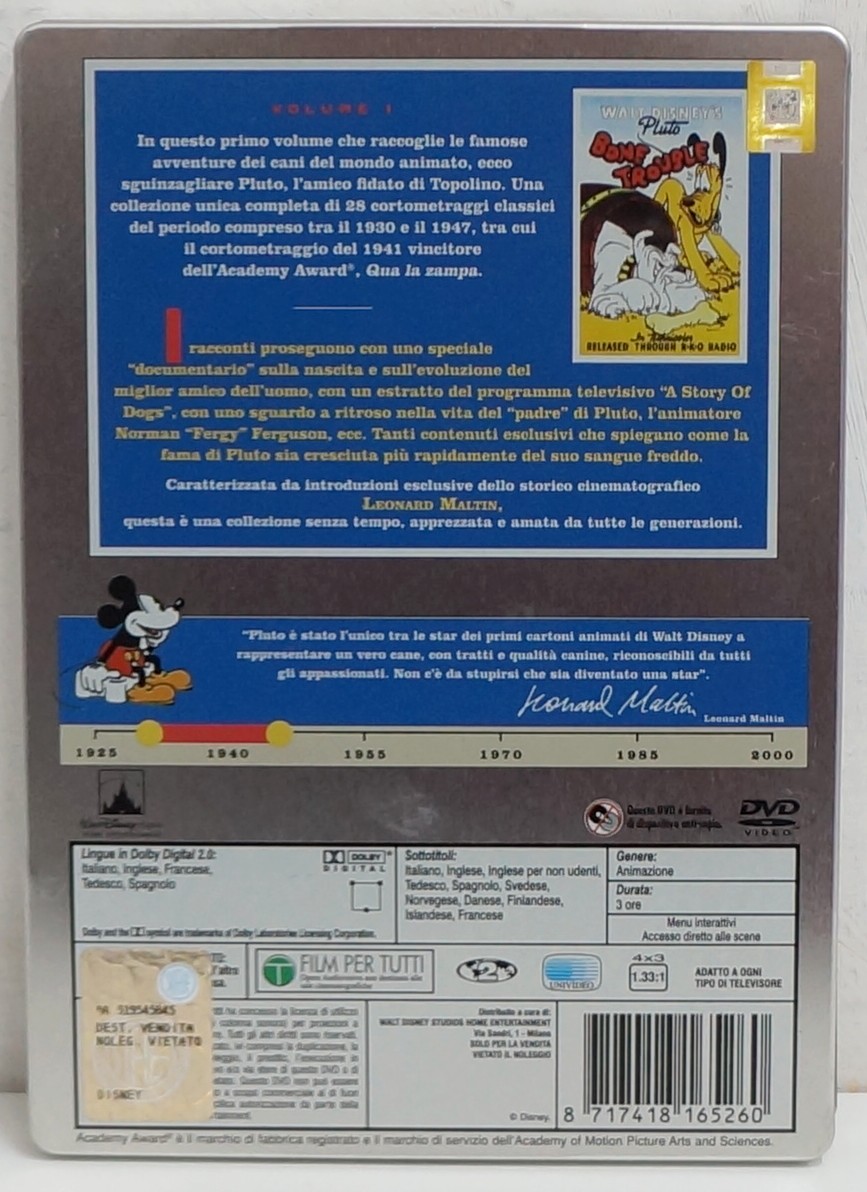 VOLUME I
In questo primo volume che raccoglie le famose
avventure dei cani del mondo animato, ecco
sguinzagliare Pluto, l'amico fidato di Topolino. Una
collezione unica completa di 28 cortometraggi classici
del periodo compreso tra il 1930 e il 1947, tra cui
il cortometraggio del 1941 vincitore
dell'Academy Award®, Qua la zampa.
WALT DISNEY'S
Pluto
BONE TROUBLE
In Technicolor
RELEASED THROUGH R·K·O RADIO
I racconti proseguono con uno speciale
"documentario" sulla nascita e sull'evoluzione del
miglior amico dell'uomo, con un estratto del programma televisivo "A Story Of
Dogs", con uno sguardo a ritroso nella vita del "padre" di Pluto, l'animatore
Norman "Fergy" Ferguson, ecc. Tanti contenuti esclusivi che spiegano come la
fama di Pluto sia cresciuta più rapidamente del suo sangue freddo.
Caratterizzata da introduzioni esclusive dello storico cinematografico
LEONARD MALTIN,
questa è una collezione senza tempo, apprezzata e amata da tutte le generazioni.
"Pluto è stato l'unico tra le star dei primi cartoni animati di Walt Disney a
rappresentare un vero cane, con tratti e qualità canine, riconoscibili da tutti
gli appassionati. Non c'è da stupirsi che sia diventato una star".
Leonard Maltin
Leonard Maltin
1925 1940 1955 1970 1985 2000
Questo DVD è fornito
di dispositivo anti-copia.
DVD
VIDEO
Lingue in Dolby Digital 2.0:
Italiano, Inglese, Francese,
Tedesco, Spagnolo
DOLBY
DIGITAL
Dolby and the symbol are trademarks of Dolby Laboratories Licensing Corporation.
Sottotitoli:
Italiano, Inglese, Inglese per non udenti,
Tedesco, Spagnolo, Svedese,
Norvegese, Danese, Finlandese,
Islandese, Francese
Genere:
Animazione
Durata:
3 ore
Menu interattivi
Accesso diretto alle scene
T FILM PER TUTTI
2
UNIVIDEO
4x3
1.33:1
ADATTO A OGNI
TIPO DI TELEVISORE
DEST. VENDITA
NOLEG. VIETATO
DISNEY
Distribuito a cura di:
WALT DISNEY STUDIOS HOME ENTERTAINMENT
Via Sandri, 1 - Milano
SOLO PER LA VENDITA
VIETATO IL NOLEGGIO
© Disney.
8 717418 165260
Academy Award® è il marchio di fabbrica registrato e il marchio di servizio dell'Academy of Motion Picture Arts and Sciences.